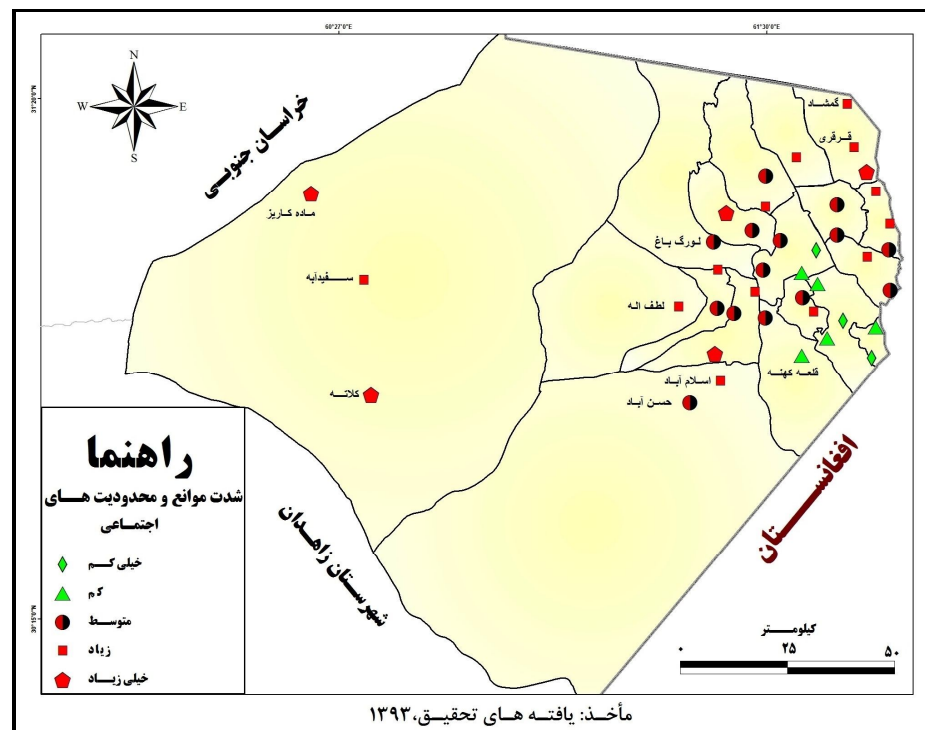 60°27'0"E
61°30'0"E
N
W
E
S
31°20'0"N
30°15'0"N
خراسان جنوبی
گمشاد
قرقری
ماده کاریز
لورگ باغ
سفیدآبه
لطف اله
کلاته
اسلام آباد
قلعه کهنه
حسن آباد
افغانستان
شهرستان زاهدان
راهنما
شدت موانع و محدودیت های
اجتماعی
خیلی کم
کم
متوسط
زیاد
خیلی زیاد
کیلومتر
۰ ۲۵ ۵۰
مأخذ: یافته های تحقیق،۱۳۹۳